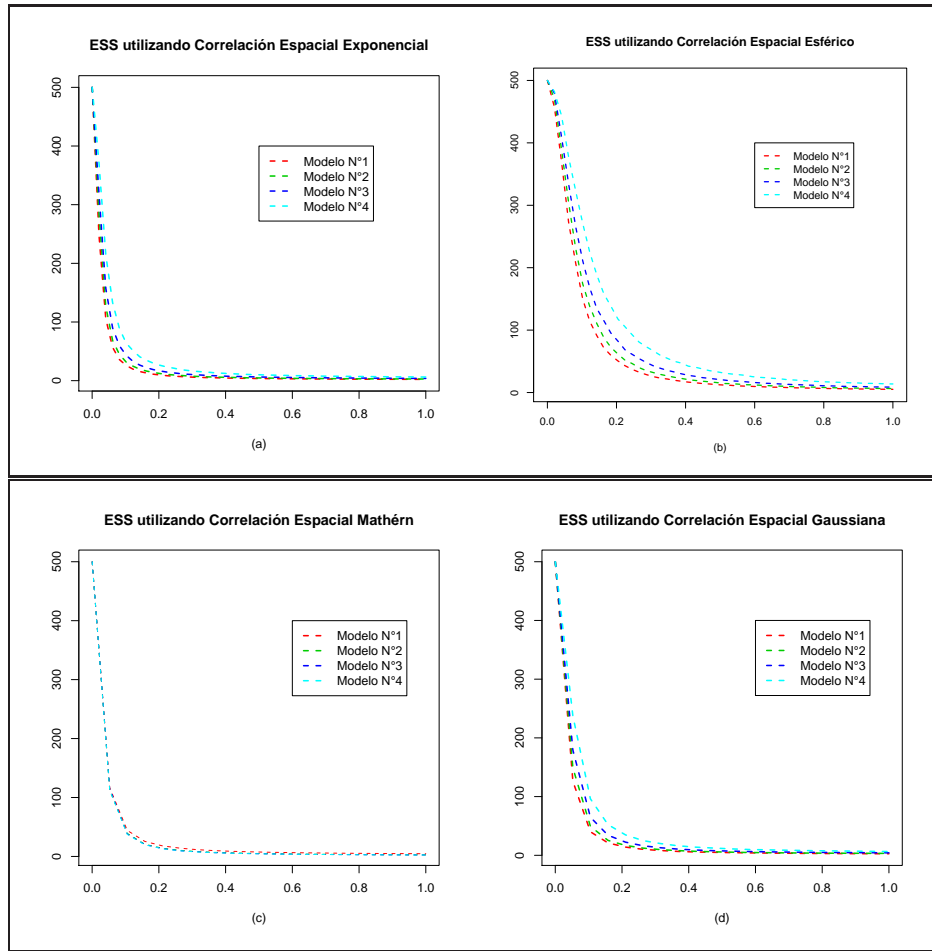 ESS utilizando Correlación Espacial Exponencial
500
400
300
200
100
0
Modelo N°1
Modelo N°2
Modelo N°3
Modelo N°4
0.0 0.2 0.4 0.6 0.8 1.0
(a)
ESS utilizando Correlación Espacial Esférico
500
400
300
200
100
0
Modelo N°1
Modelo N°2
Modelo N°3
Modelo N°4
0.0 0.2 0.4 0.6 0.8 1.0
(b)
ESS utilizando Correlación Espacial Mathérn
500
400
300
200
100
0
Modelo N°1
Modelo N°2
Modelo N°3
Modelo N°4
0.0 0.2 0.4 0.6 0.8 1.0
(c)
ESS utilizando Correlación Espacial Gaussiana
500
400
300
200
100
0
Modelo N°1
Modelo N°2
Modelo N°3
Modelo N°4
0.0 0.2 0.4 0.6 0.8 1.0
(d)